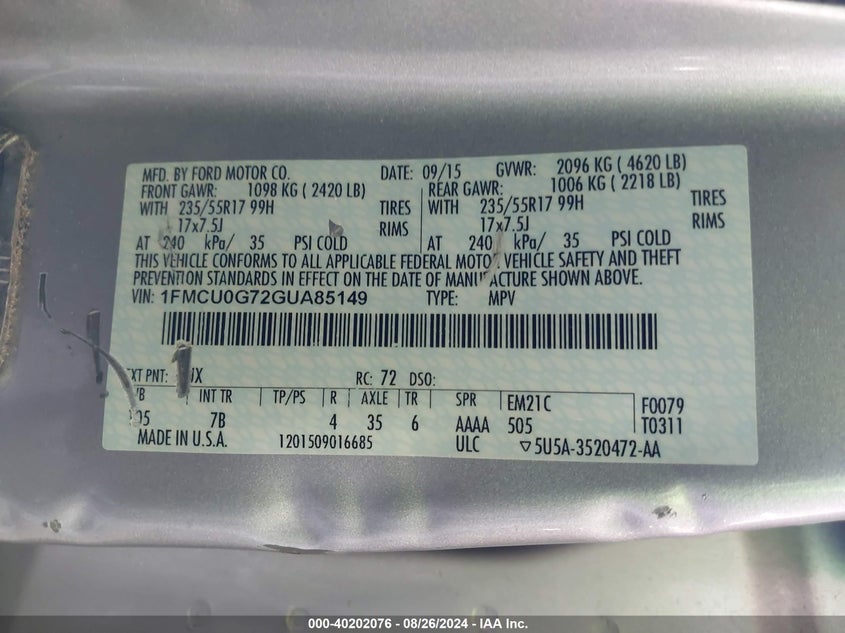 MFD. BY FORD MOTOR CO. DATE: 09/15 GVWR: 2096 KG ( 4620 LB)
FRONT GAWR: 1098 KG ( 2420 LB) REAR GAWR: 1006 KG ( 2218 LB)
WITH 235/55R17 99H TIRES WITH 235/55R17 99H TIRES
17x7.5J RIMS 17x7.5J RIMS
AT 240 kPa/ 35 PSI COLD AT 240 kPa/ 35 PSI COLD
THIS VEHICLE CONFORMS TO ALL APPLICABLE FEDERAL MOTOR VEHICLE SAFETY AND THEFT
PREVENTION STANDARDS IN EFFECT ON THE DATE OF MANUFACTURE SHOWN ABOVE.
VIN: 1FMCU0G72GUA85149 TYPE: MPV
EXT PNT: RC: 72 DSO:
WB INT TR TP/PS R AXLE TR SPR EM21C F0079
7B 4 35 6 AAAA 505 T0311
MADE IN U.S.A. 1201509016685 ULC 5U5A-3520472-AA
000-40202076 - 08/26/2024 - IAA Inc.